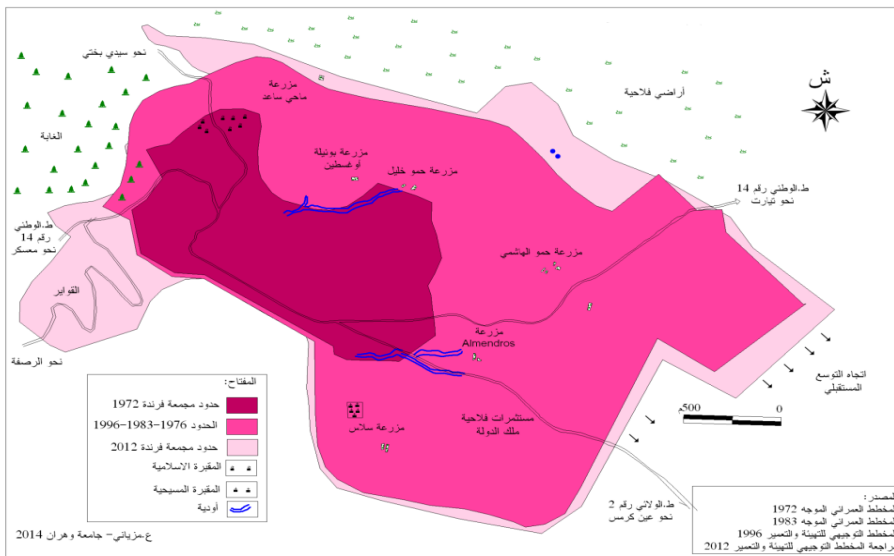 نحو سيدي بختي
مزرعة
ماحي ساعد
ش
أراضي فلاحية
الغابة
مزرعة بونيلة
أوغسطين
مزرعة حمو خليل
ط.الوطني رقم 14
نحو تيارت
ط.الوطني
رقم 14
نحو معسكر
مزرعة حمو الهاشمي
القواير
مزرعة
Almendros
نحو الرصفة
اتجاه التوسع
المستقبلي
المفتاح:
حدود مجمعة فرندة 1972
الحدود 1976-1983-1996
حدود مجمعة فرندة 2012
المقبرة الاسلامية
المقبرة المسيحية
أودية
500م
0
مستثمرات فلاحية
ملك الدولة
مزرعة سلاس
ط.الولائي رقم 2
نحو عين كرمس
المصدر:
المخطط العمراني الموجه 1972
المخطط العمراني الموجه 1983
المخطط التوجيهي للتهيئة والتعمير 1996
مراجعة المخطط التوجيهي للتهيئة والتعمير 2012
ع.مزياني- جامعة وهران 2014